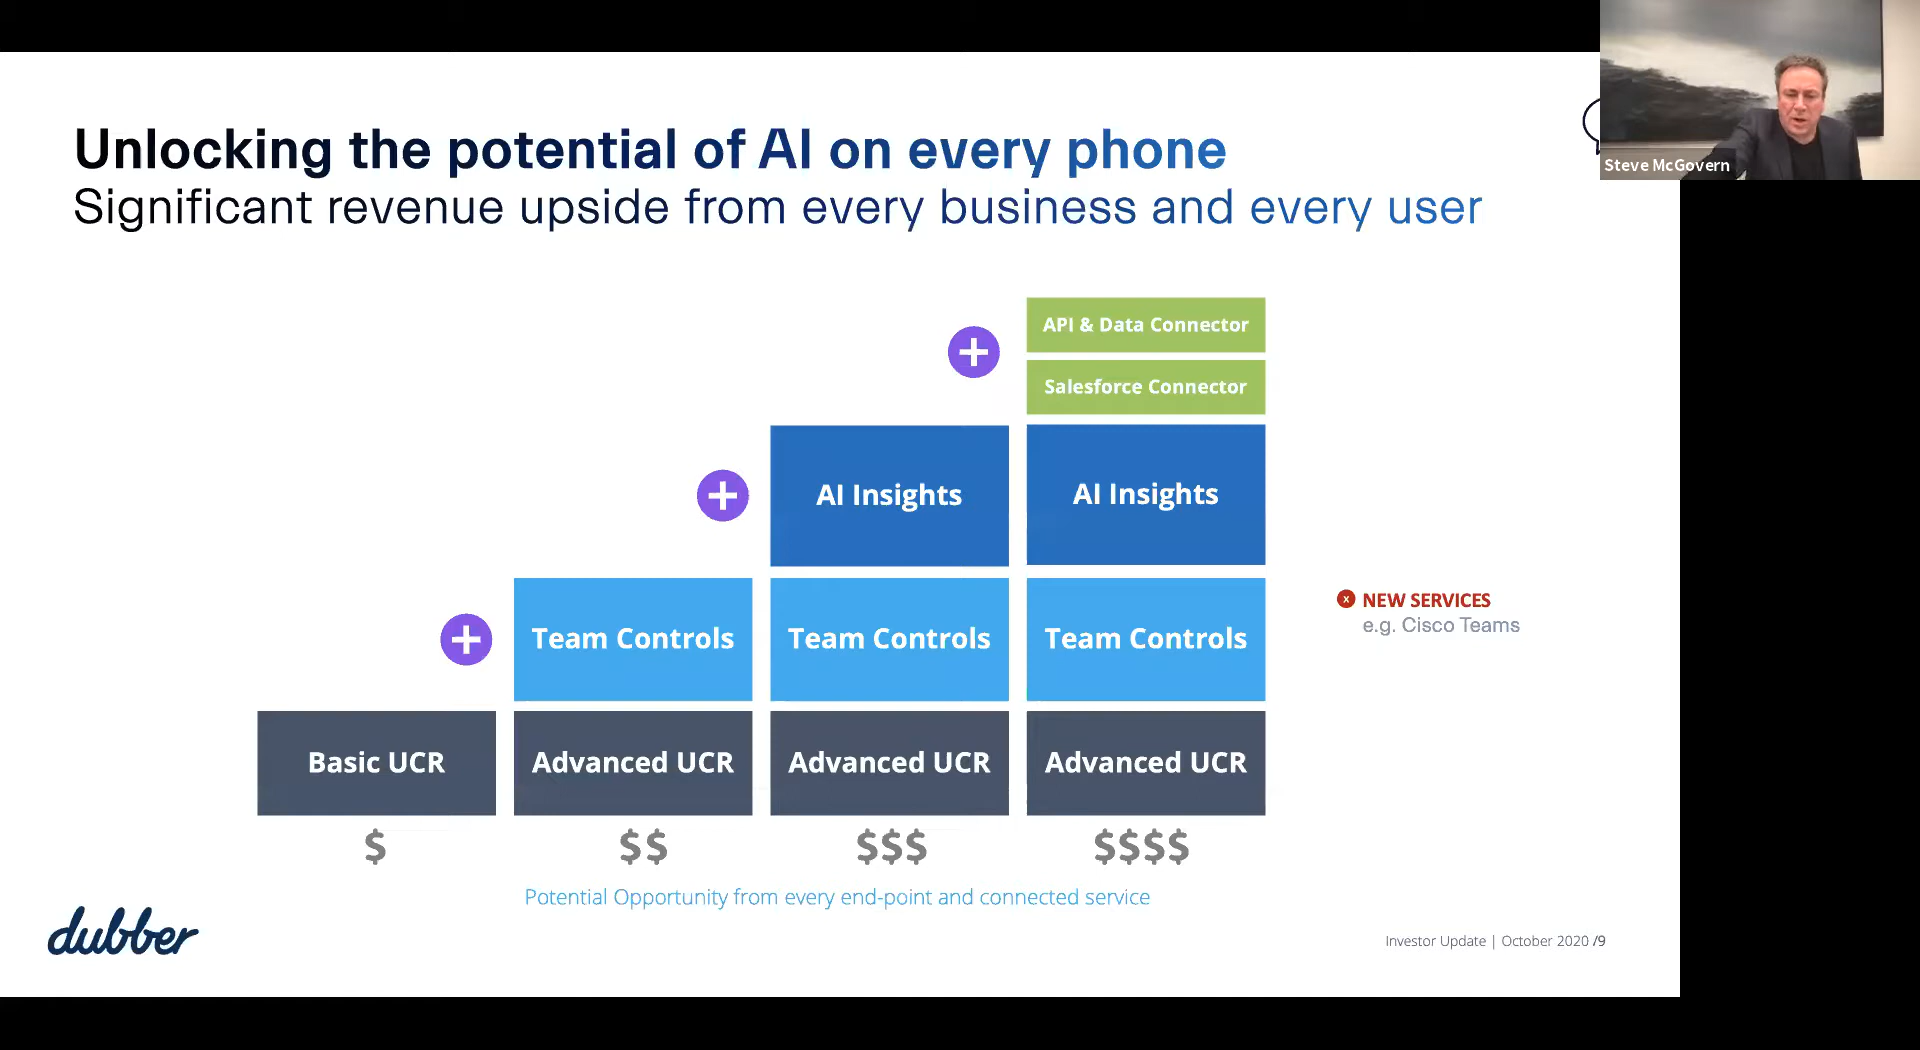 Unlocking the potential of AI on every phone
Significant revenue upside from every business and every user
Steve McGovern
API & Data Connector
Salesforce Connector
AI Insights
AI Insights
Team Controls
Team Controls
Team Controls
x NEW SERVICES
e.g. Cisco Teams
Basic UCR
Advanced UCR
Advanced UCR
Advanced UCR
$
$$
$$$
$$$$
Potential Opportunity from every end-point and connected service
dubber
Investor Update | October 2020 /9